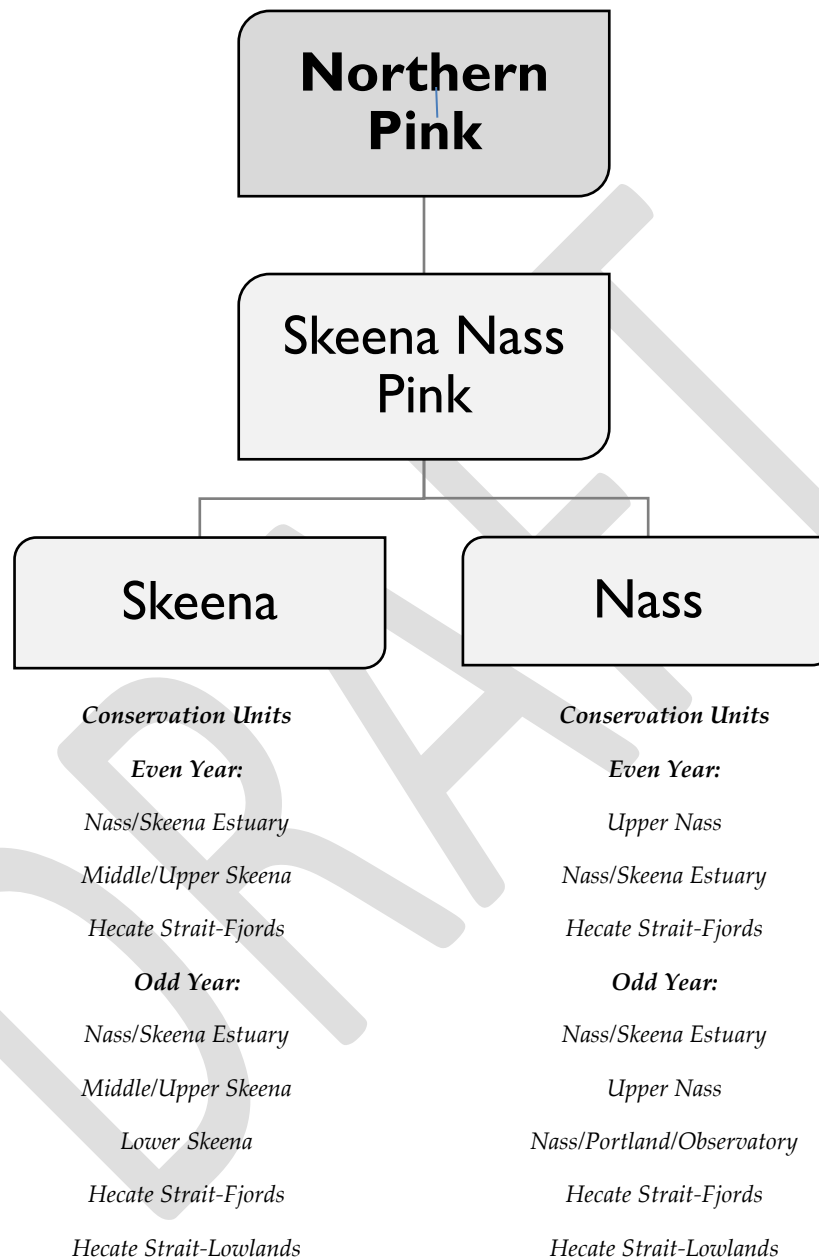 Northern
Pink
Skeena Nass
Pink
Skeena
Nass
Conservation Units
Even Year:
Nass/Skeena Estuary
Middle/Upper Skeena
Hecate Strait-Fjords
Odd Year:
Nass/Skeena Estuary
Middle/Upper Skeena
Lower Skeena
Hecate Strait-Fjords
Hecate Strait-Lowlands
Conservation Units
Even Year:
Upper Nass
Nass/Skeena Estuary
Hecate Strait-Fjords
Odd Year:
Nass/Skeena Estuary
Upper Nass
Nass/Portland/Observatory
Hecate Strait-Fjords
Hecate Strait-Lowlands
DRAFT